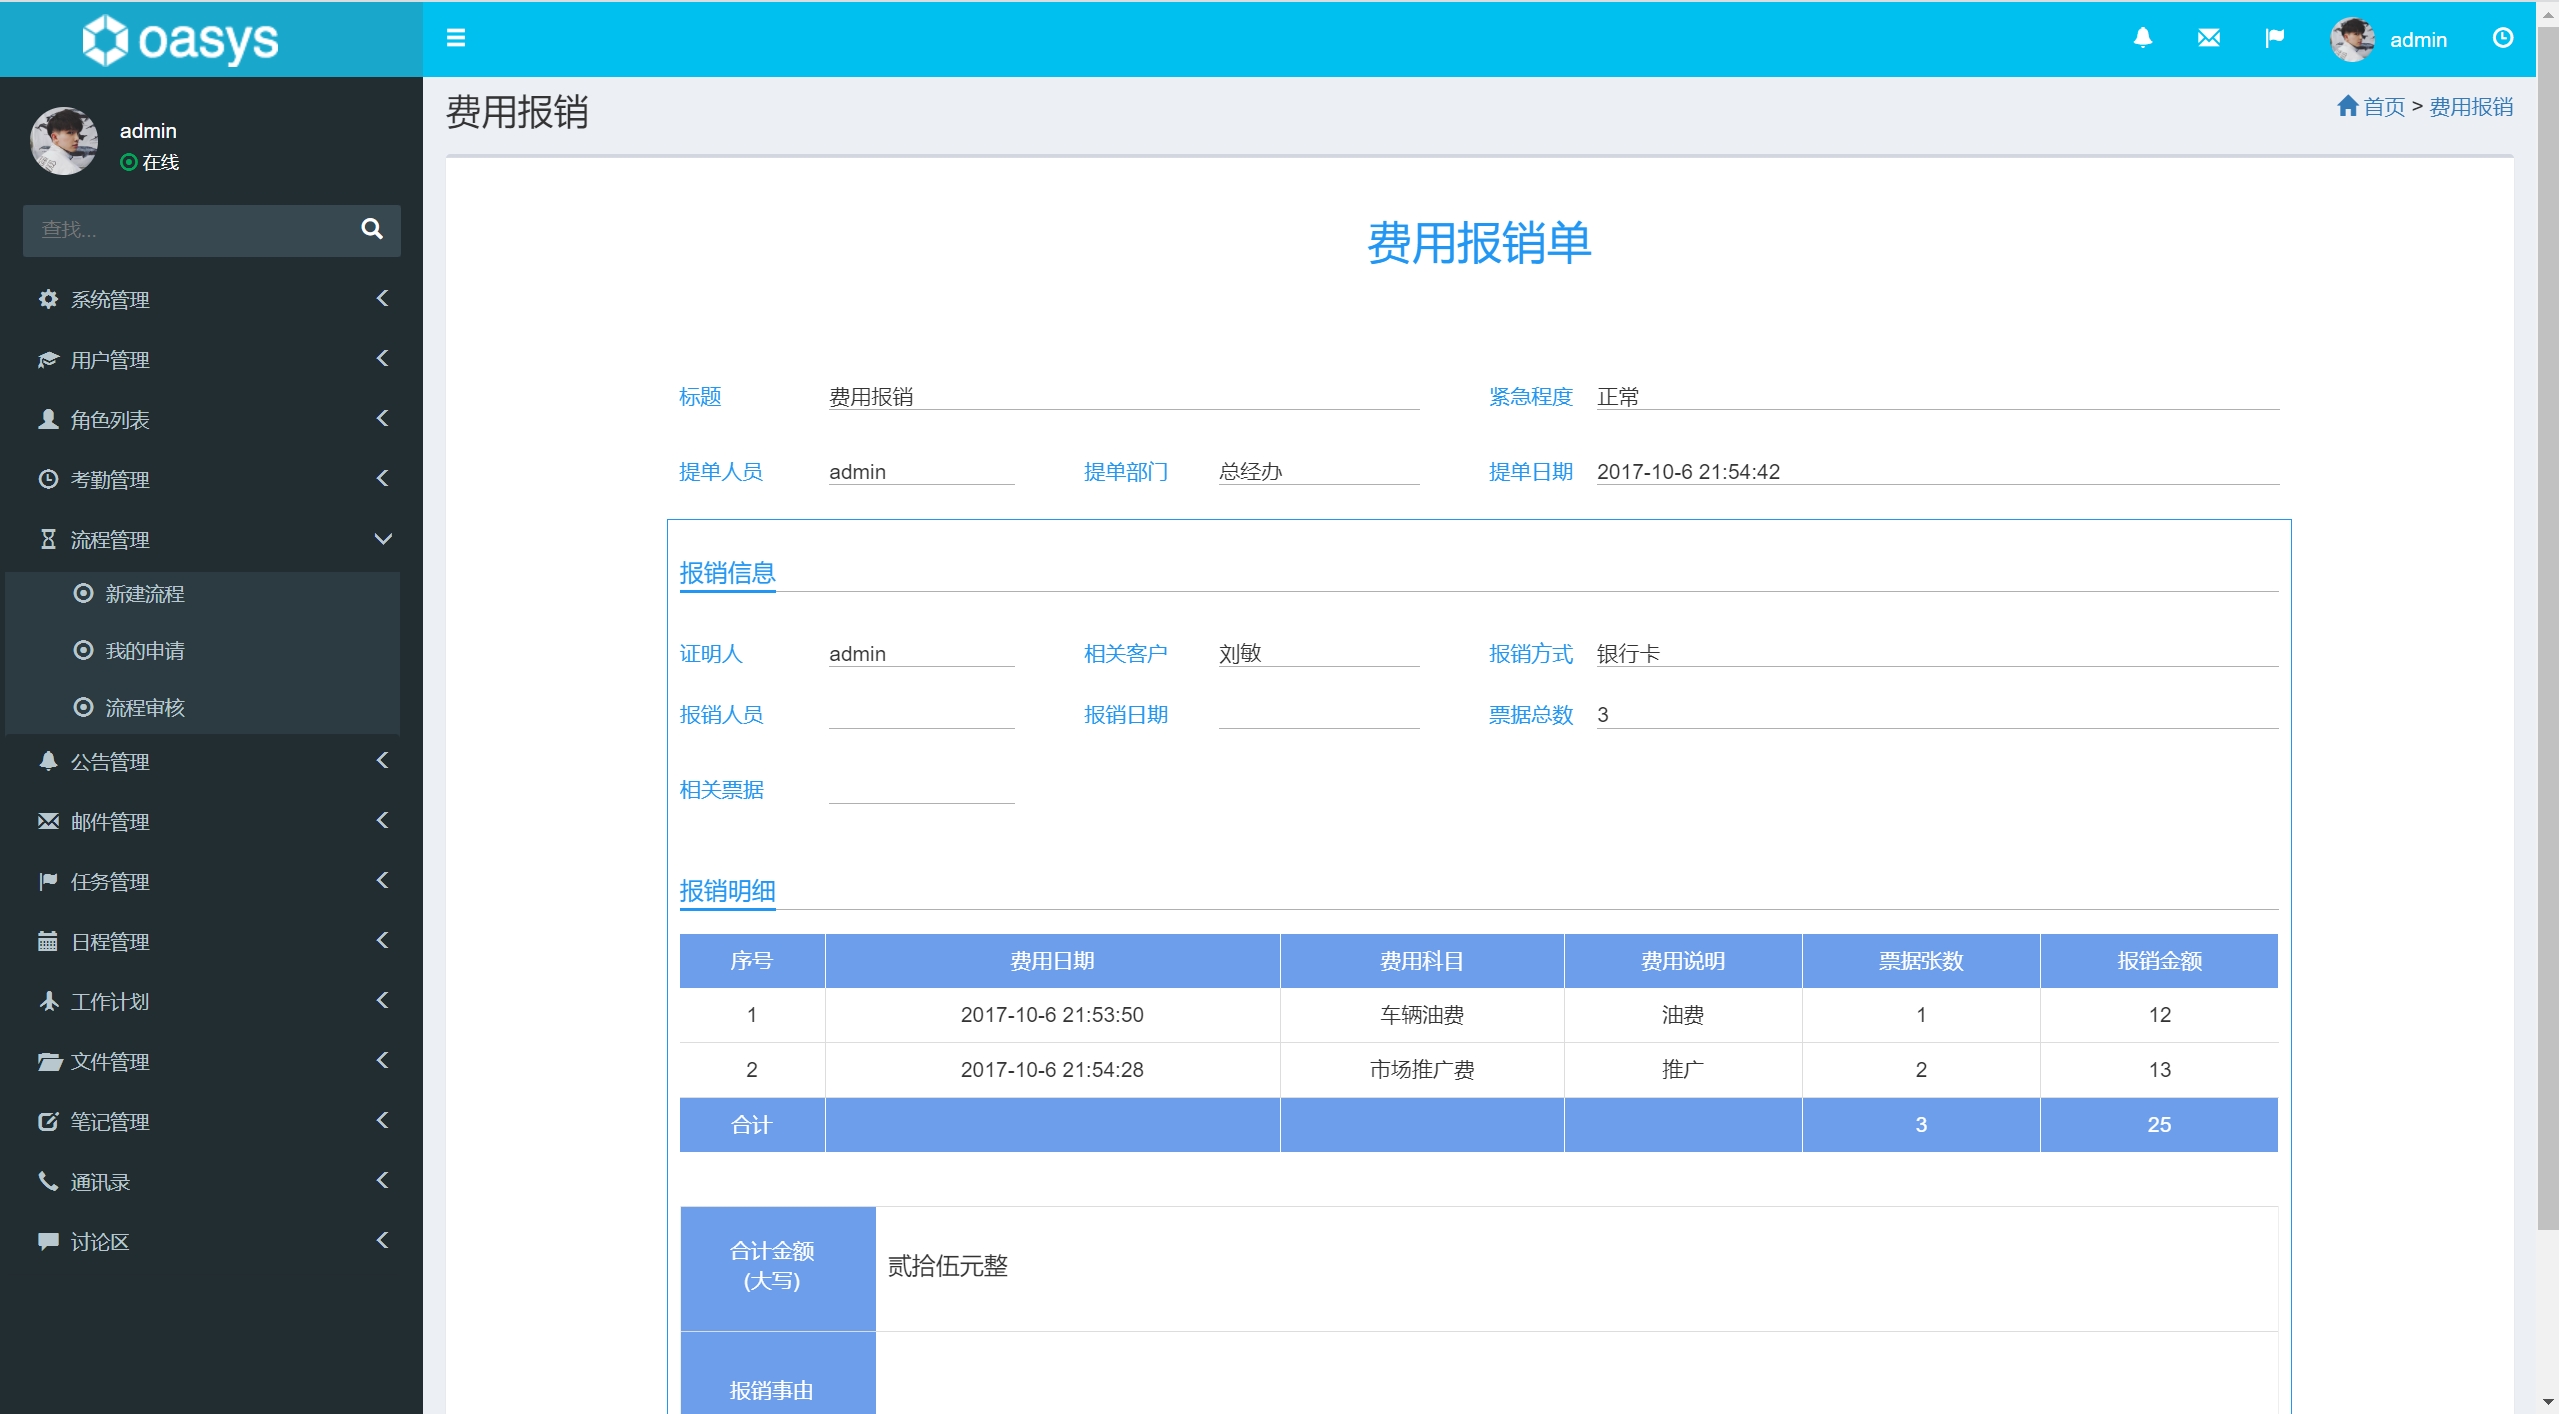 oasys
admin
费用报销
首页 > 费用报销
admin
在线
查找...
系统管理
用户管理
角色列表
考勤管理
流程管理
新建流程
我的申请
流程审核
公告管理
邮件管理
任务管理
日程管理
工作计划
文件管理
笔记管理
通讯录
讨论区
费用报销单
标题 费用报销 紧急程度 正常
提单人员 admin 提单部门 总经办 提单日期 2017-10-6 21:54:42
报销信息
证明人 admin 相关客户 刘敏 报销方式 银行卡
报销人员 报销日期 票据总数 3
相关票据
报销明细
序号 费用日期 费用科目 费用说明 票据张数 报销金额
1 2017-10-6 21:53:50 车辆油费 油费 1 12
2 2017-10-6 21:54:28 市场推广费 推广 2 13
合计 3 25
合计金额
(大写)
贰拾伍元整
报销事由